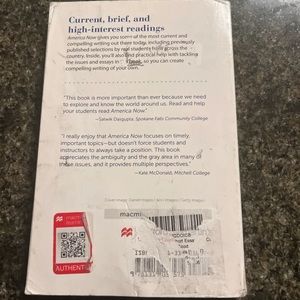 Current, brief, and
high-interest readings
America Now gives you some of the most current and
compelling writing out there today, including previously
published selections by real students from across the
country. Inside, you'll also find practical help with tackling
the issues and essays in book, so you can create
compelling writing of your own.
"This book is more important than ever because we need
to explore and know the world around us. Read and help
your students read America Now."
–Satwik Dasgupta, Spokane Falls Community College
"I really enjoy that America Now focuses on timely,
important topics—but doesn't force students and
instructors to always take a position. This book
appreciates the ambiguity and the gray area in many of
these issues, and it provides multiple perspectives."
–Kate McDonald, Mitchell College
macmi
AUTHENT